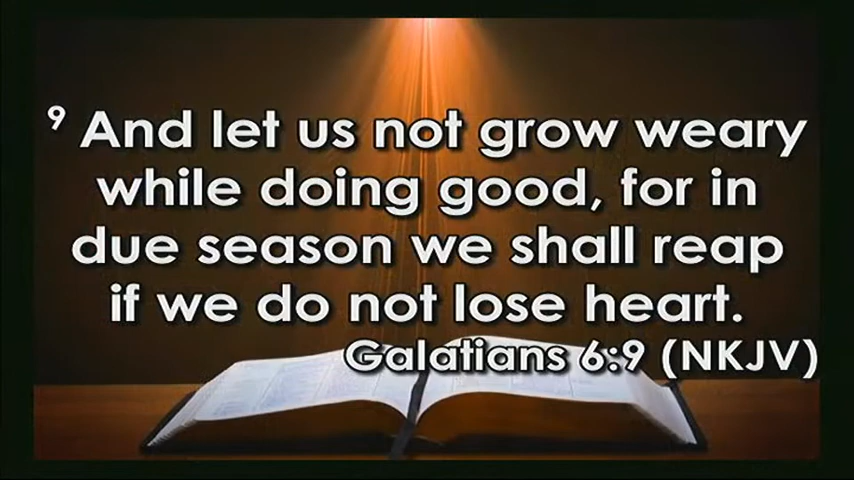 ⁹ And let us not grow weary
while doing good, for in
due season we shall reap
if we do not lose heart.
Galatians 6:9 (NKJV)